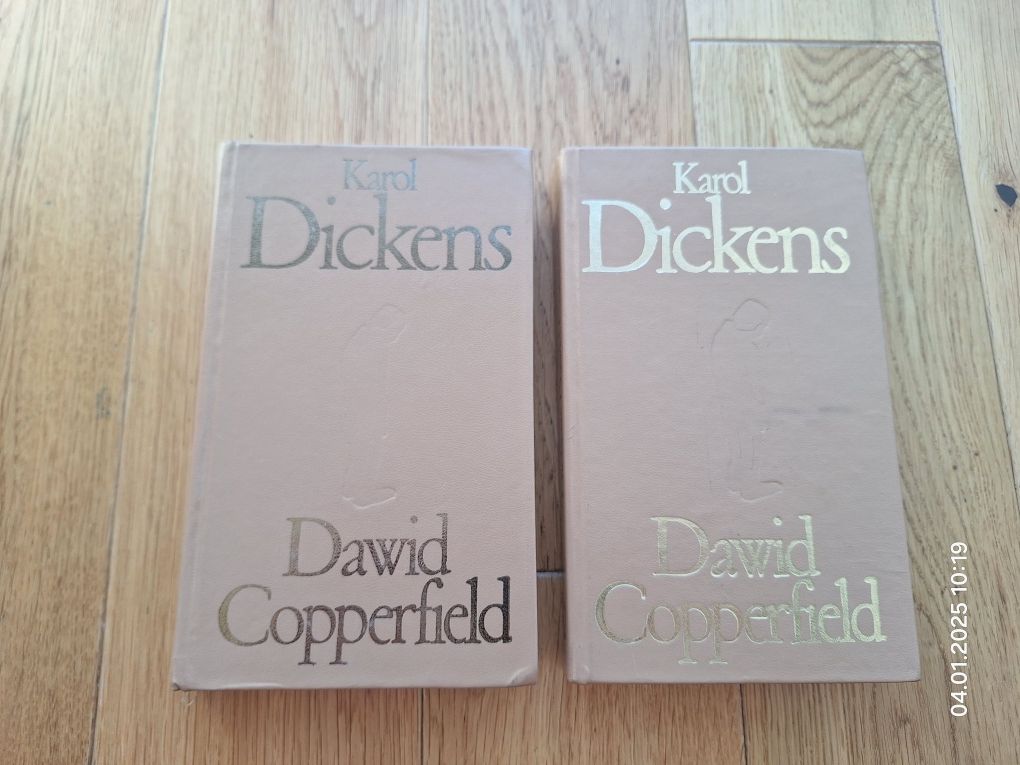 Karol
Dickens
Dawid
Copperfield
Karol
Dickens
Dawid
Copperfield
04.01.2025 10:19